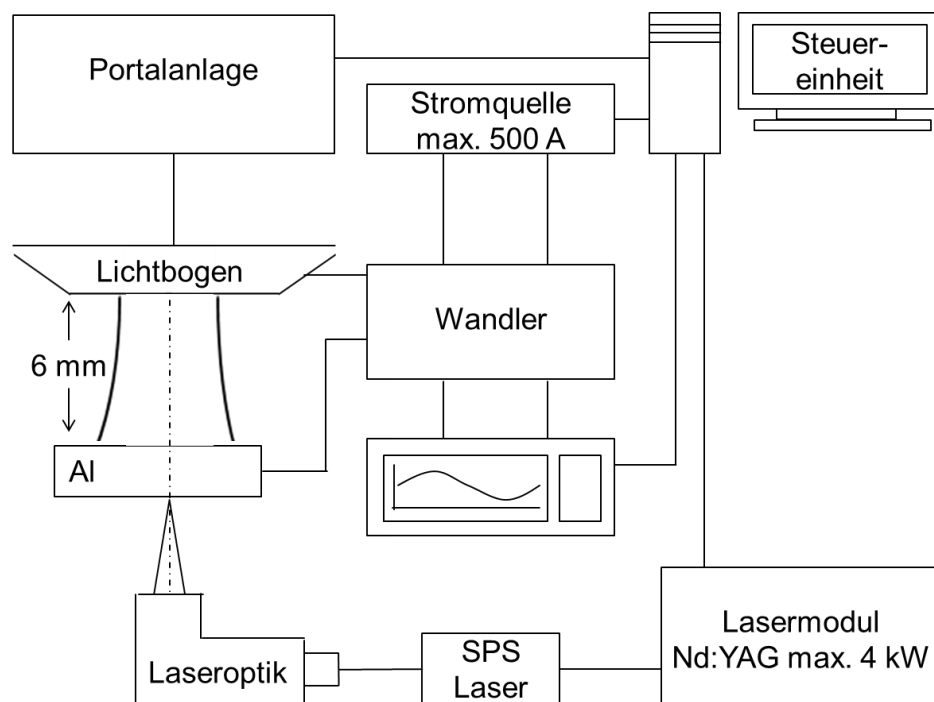 Portalanlage
Steuer-
einheit
Stromquelle
max. 500 A
Lichtbogen
Wandler
6 mm
Al
Laseroptik
SPS
Laser
Lasermodul
Nd:YAG max. 4 kW